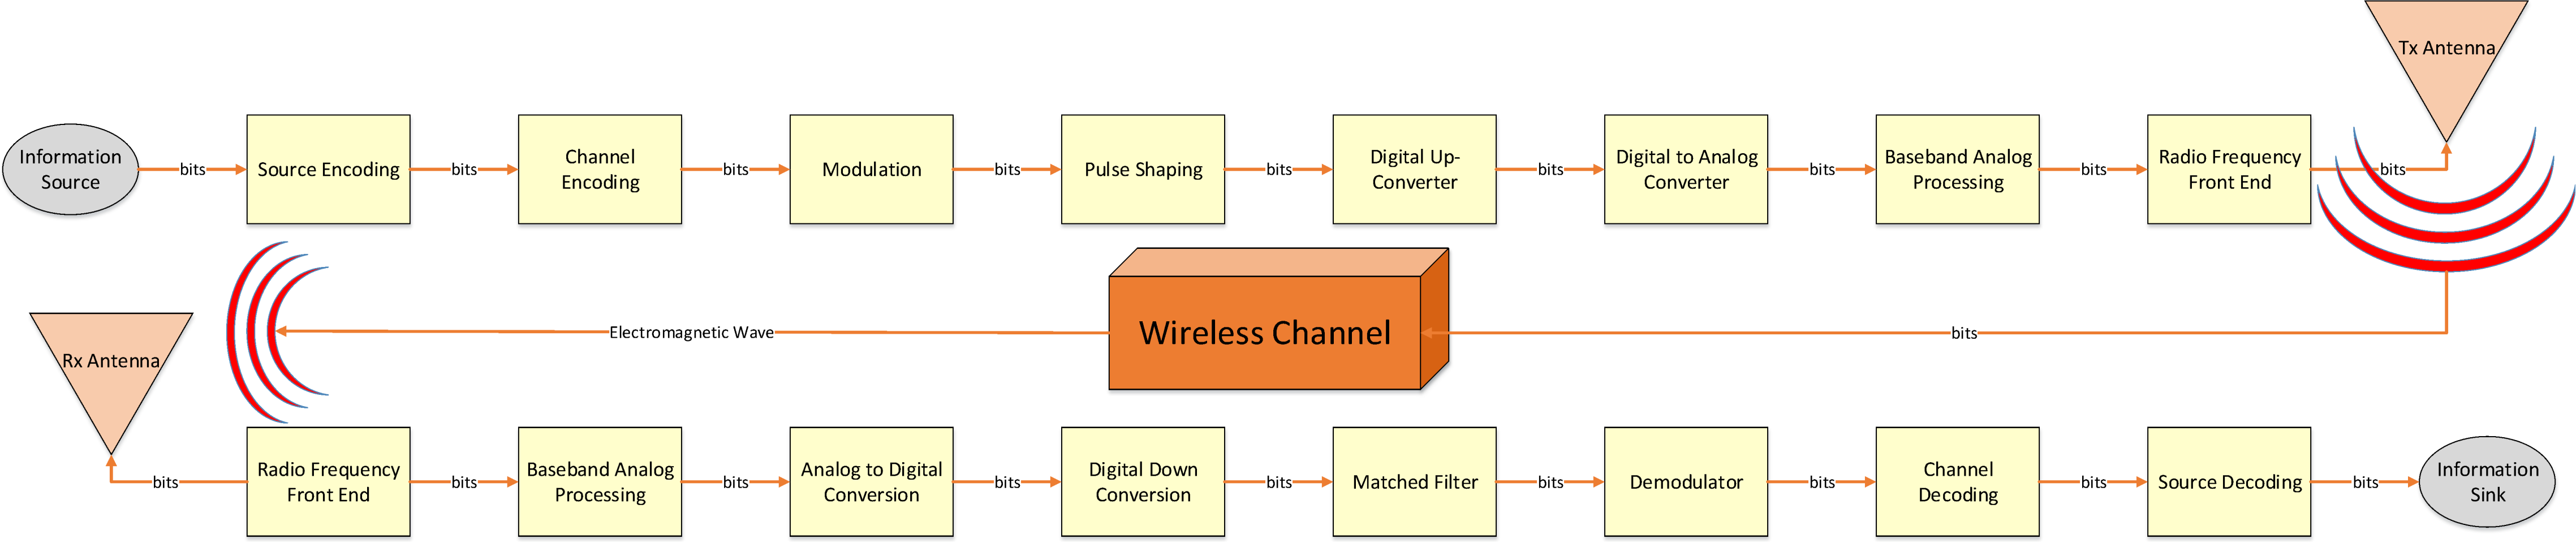 Tx Antenna
Information
Source
bits
Source Encoding
bits
Channel
Encoding
bits
Modulation
bits
Pulse Shaping
bits
Digital Up-
Converter
bits
Digital to Analog
Converter
bits
Baseband Analog
Processing
bits
Radio Frequency
Front End
bits
Rx Antenna
Electromagnetic Wave
Wireless Channel
bits
bits
Radio Frequency
Front End
bits
Baseband Analog
Processing
bits
Analog to Digital
Conversion
bits
Digital Down
Conversion
bits
Matched Filter
bits
Demodulator
bits
Channel
Decoding
bits
Source Decoding
bits
Information
Sink